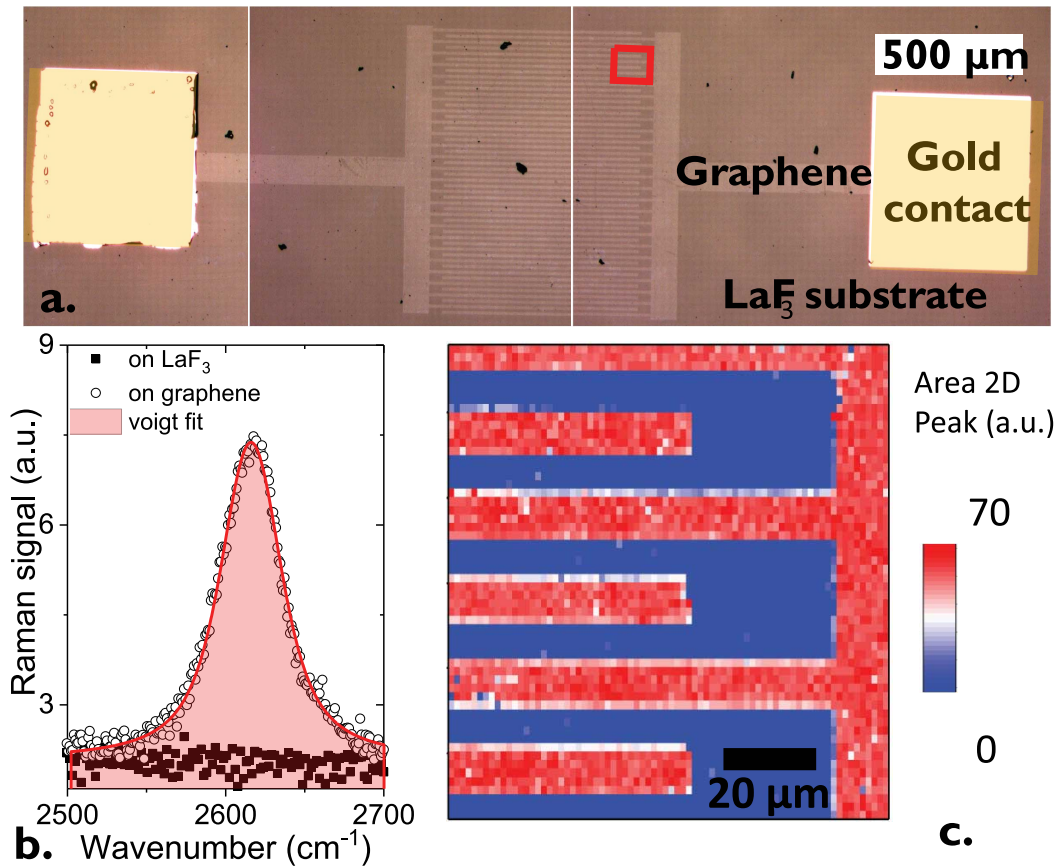 500 μm
Graphene
Gold
contact
LaF₃ substrate
a.
9
6
3
2500
2600
2700
Raman signal (a.u.)
Wavenumber (cm⁻¹)
on LaF₃
on graphene
voigt fit
b.
20 μm
Area 2D
Peak (a.u.)
70
0
c.